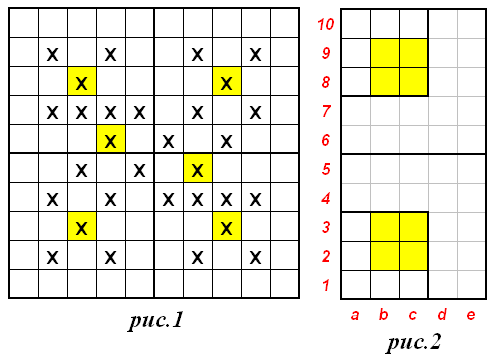 x x x x
x x
x x x x x x
x x x
x x x
x x x x x x
x x
x x x x
рис.1
10
9
8
7
6
5
4
3
2
1
a b c d e
рис.2